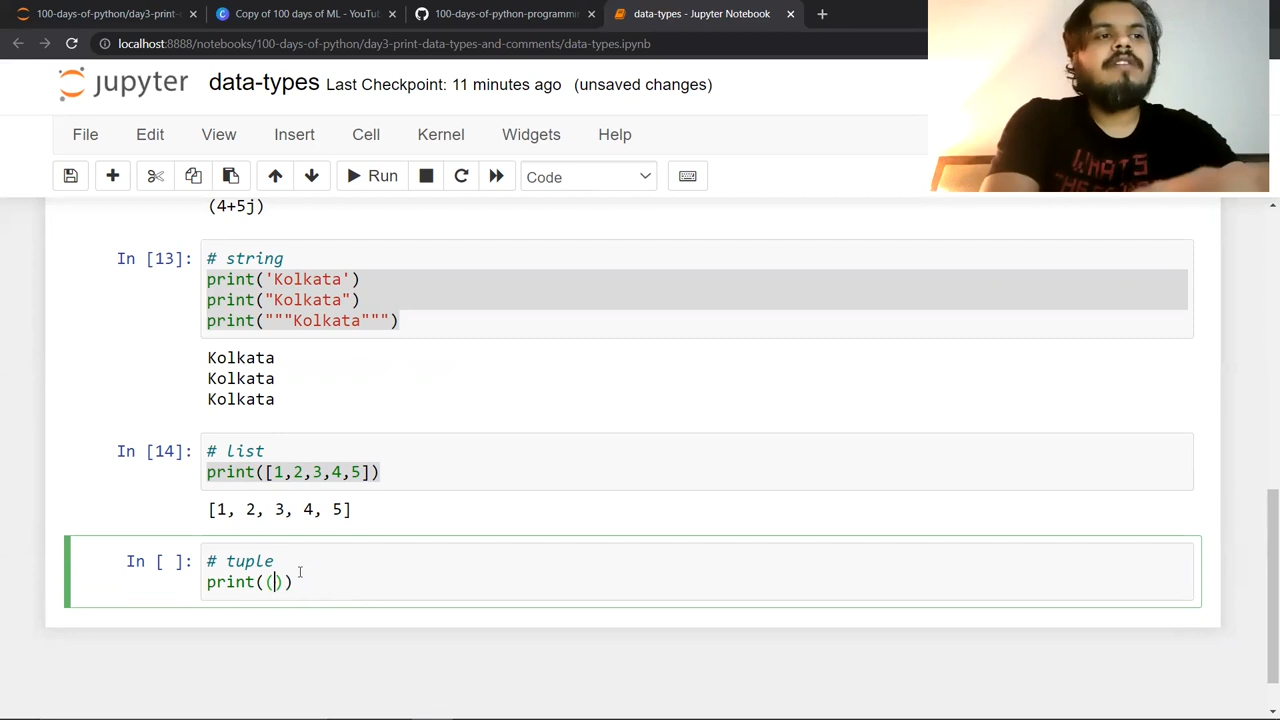 100-days-of-python/day3-print-d
Copy of 100 days of ML - YouTu
100-days-of-python-programmin
data-types - Jupyter Notebook
localhost:8888/notebooks/100-days-of-python/day3-print-data-types-and-comments/data-types.ipynb
jupyter data-types Last Checkpoint: 11 minutes ago (unsaved changes)
File Edit View Insert Cell Kernel Widgets Help
Run Code
(4+5j)
In [13]: # string
print('Kolkata')
print("Kolkata")
print("""Kolkata""")
Kolkata
Kolkata
Kolkata
In [14]: # list
print([1,2,3,4,5])
[1, 2, 3, 4, 5]
In [ ]: # tuple
print(())
WHATS